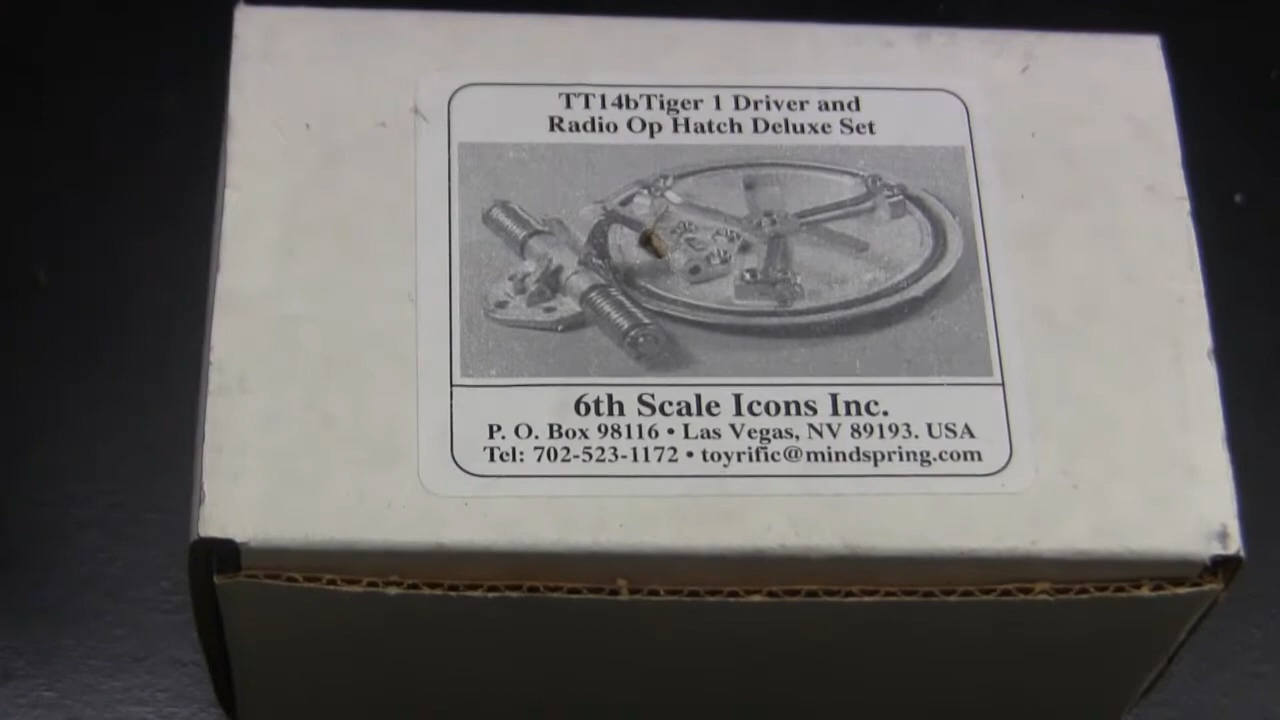 TT14bTiger 1 Driver and
Radio Op Hatch Deluxe Set
6th Scale Icons Inc.
P. O. Box 98116 • Las Vegas, NV 89193. USA
Tel: 702-523-1172 • toyrific@mindspring.com